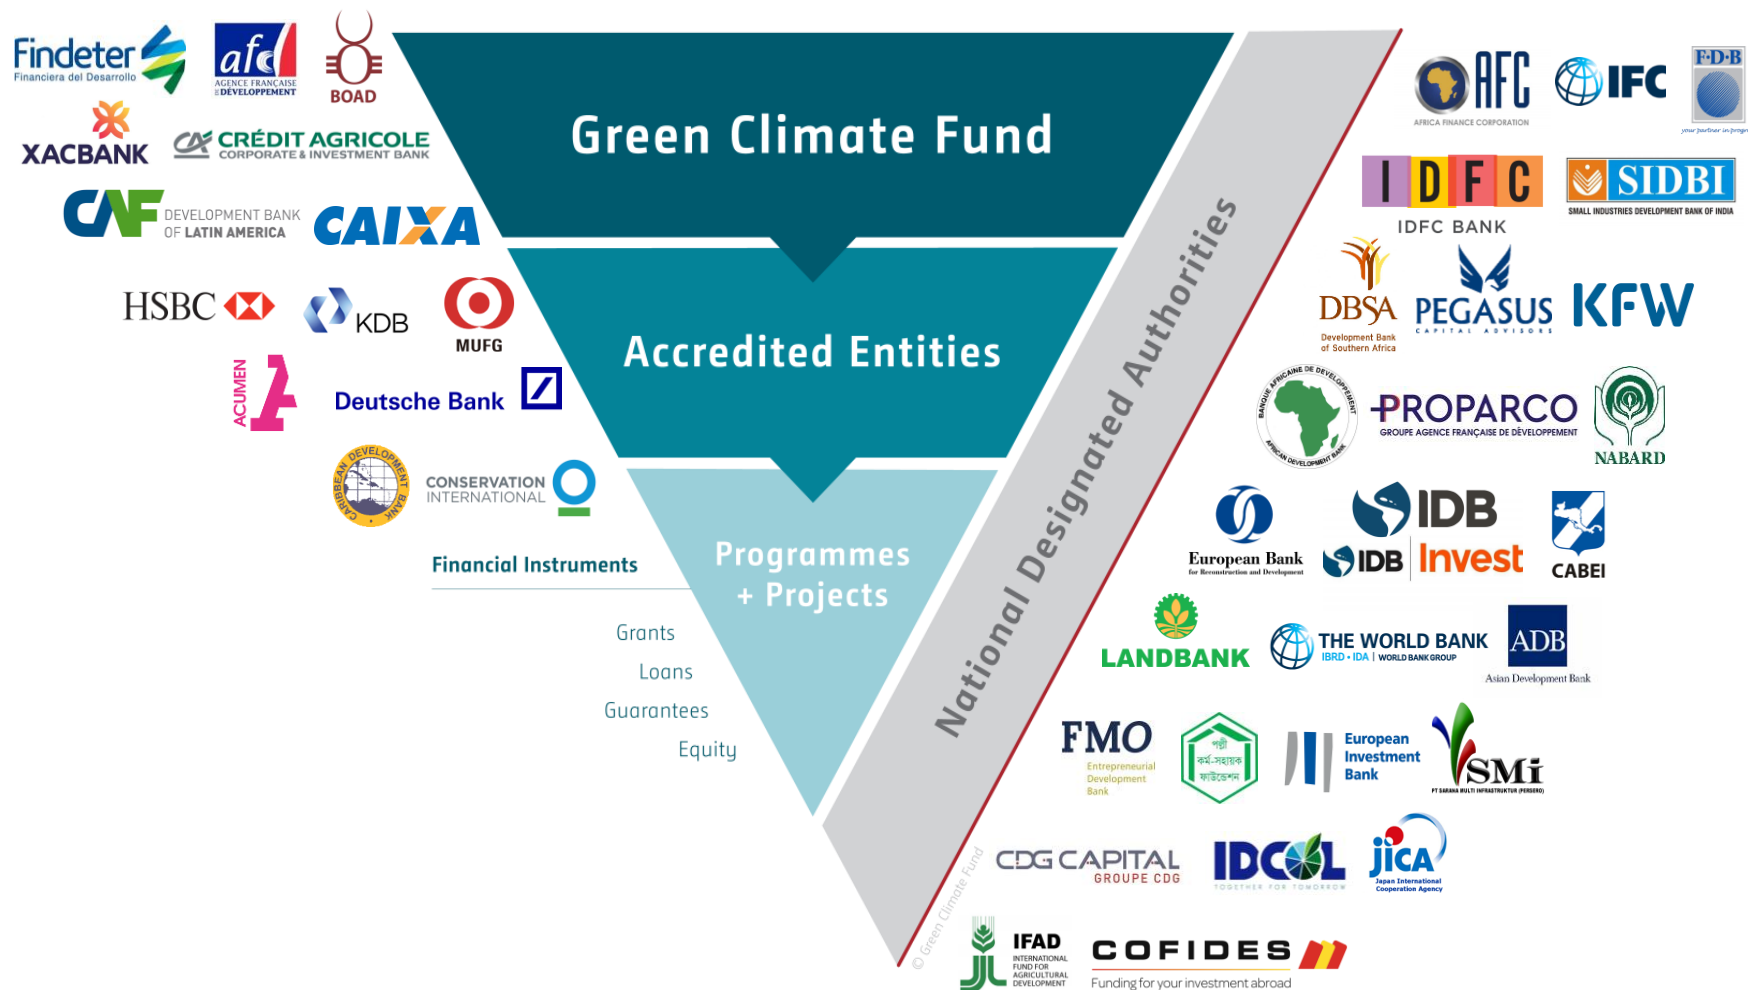 Findeter
Financiera del Desarrollo
afd
AGENCE FRANÇAISE
DE DÉVELOPPEMENT
BOAD
XACBANK
CA
CRÉDIT AGRICOLE
CORPORATE & INVESTMENT BANK
CAF
DEVELOPMENT BANK
OF LATIN AMERICA
CAIXA
HSBC
KDB
MUFG
ACUMEN
Deutsche Bank
CARIBBEAN DEVELOPMENT BANK
CONSERVATION
INTERNATIONAL
Green Climate Fund
Accredited Entities
Programmes
+ Projects
Financial Instruments
Grants
Loans
Guarantees
Equity
National Designated Authorities
© Green Climate Fund
AFC
AFRICA FINANCE CORPORATION
IFC
F·D·B
your partner in progr
IDFC
IDFC BANK
SIDBI
SMALL INDUSTRIES DEVELOPMENT BANK OF INDIA
DBSA
Development Bank
of Southern Africa
PEGASUS
CAPITAL ADVISORS
KFW
BANQUE AFRICAINE DE DEVELOPPEMENT
AFRICAN DEVELOPMENT BANK
PROPARCO
GROUPE AGENCE FRANÇAISE DE DÉVELOPPEMENT
NABARD
European Bank
for Reconstruction and Development
IDB
IDB Invest
CABEI
LANDBANK
THE WORLD BANK
IBRD • IDA | WORLD BANK GROUP
ADB
Asian Development Bank
FMO
Entrepreneurial
Development
Bank
পল্লী
কর্ম-সহায়ক
ফাউন্ডেশন
European
Investment
Bank
SMi
PT SARANA MULTI INFRASTRUKTUR (PERSERO)
CDG CAPITAL
GROUPE CDG
IDCOL
TOGETHER FOR TOMORROW
jICA
Japan International
Cooperation Agency
IFAD
INTERNATIONAL
FUND FOR
AGRICULTURAL
DEVELOPMENT
COFIDES
Funding for your investment abroad